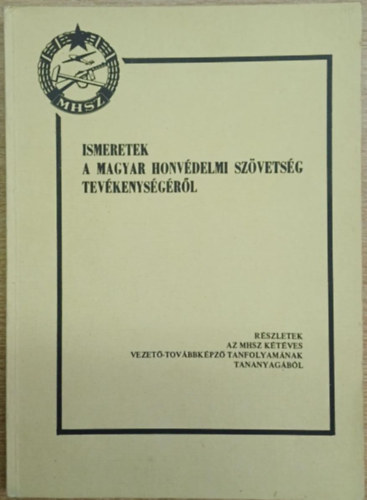 MHSZ
ISMERETEK
A MAGYAR HONVÉDELMI SZÖVETSÉG
TEVÉKENYSÉGÉRŐL
RÉSZLETEK
AZ MHSZ KÉTÉVES
VEZETŐ-TOVÁBBKÉPZŐ TANFOLYAMÁNAK
TANANYAGÁBÓL